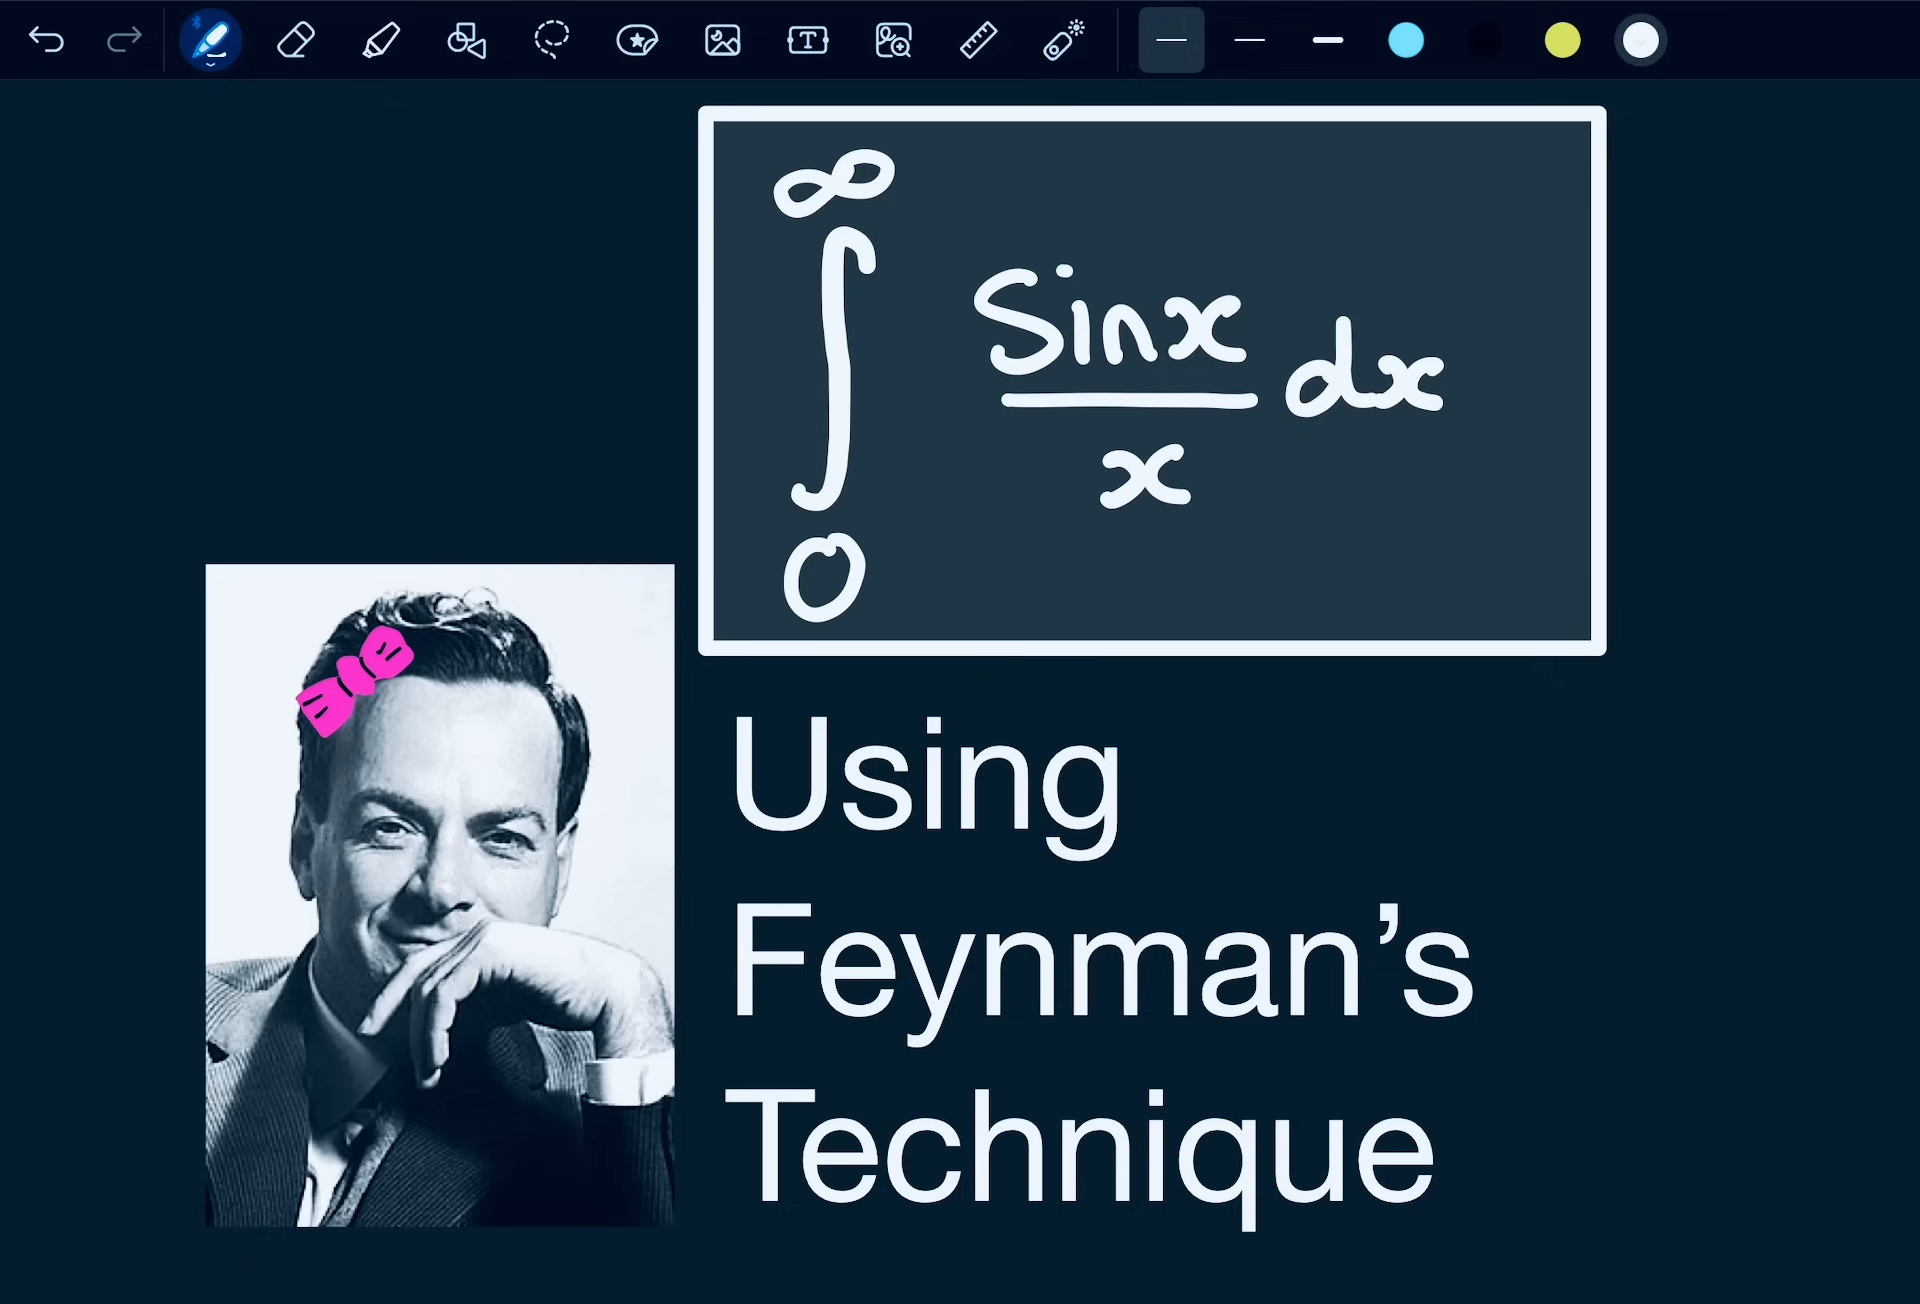 ∞
∫ sinx/x dx
0
Using
Feynman’s
Technique